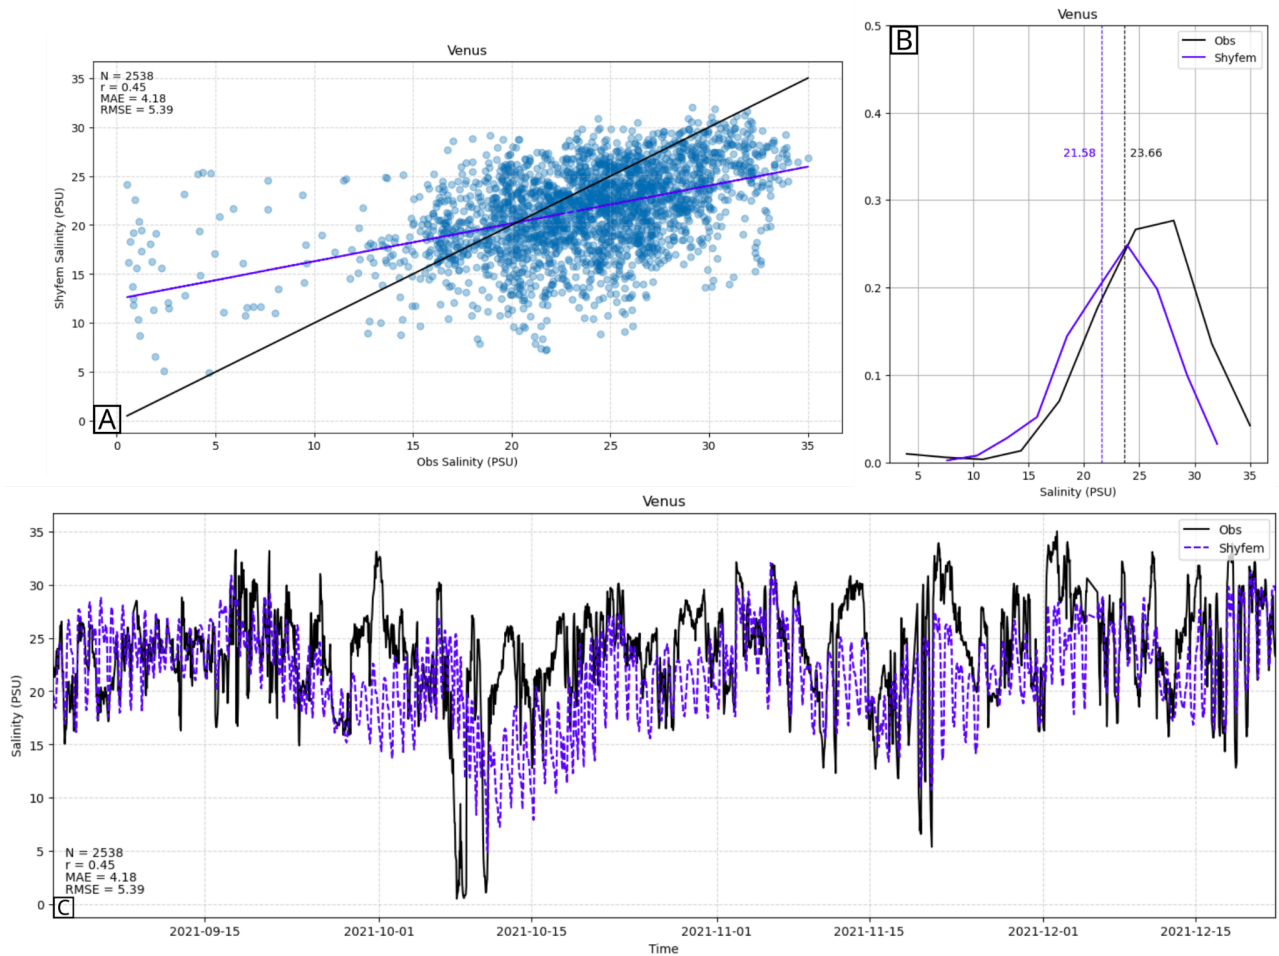 Venus
N = 2538
r = 0.45
MAE = 4.18
RMSE = 5.39
35
30
25
20
15
10
5
0
Shyfem Salinity (PSU)
A
0 5 10 15 20 25 30 35
Obs Salinity (PSU)
Venus
B
Obs
Shyfem
0.5
0.4
0.3
0.2
0.1
0.0
21.58 23.66
5 10 15 20 25 30 35
Salinity (PSU)
Venus
Obs
Shyfem
35
30
25
20
15
10
5
0
Salinity (PSU)
N = 2538
r = 0.45
MAE = 4.18
RMSE = 5.39
C
2021-09-15 2021-10-01 2021-10-15 2021-11-01 2021-11-15 2021-12-01 2021-12-15
Time